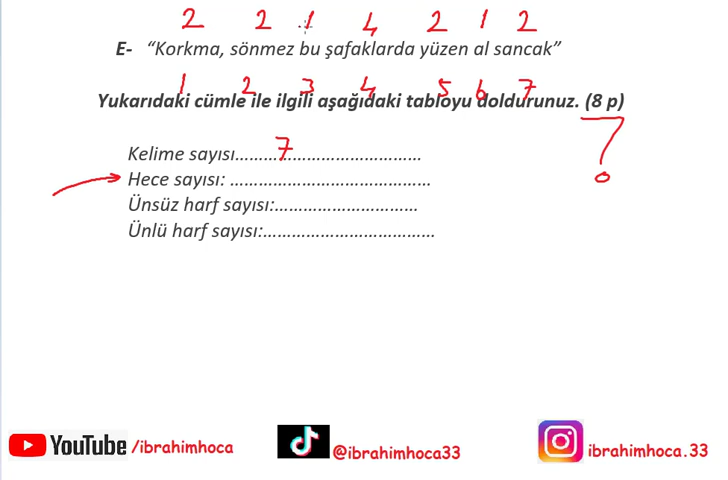 2 2 1 4 2 1 2
E- “Korkma, sönmez bu şafaklarda yüzen al sancak”
1 2 3 4 5 6 7
Yukarıdaki cümle ile ilgili aşağıdaki tabloyu doldurunuz. (8 p)
Kelime sayısı............7............................
?
Hece sayısı: ..........................................
Ünsüz harf sayısı:..............................
Ünlü harf sayısı:....................................
YouTube /ibrahimhoca
@ibrahimhoca33
ibrahimhoca.33